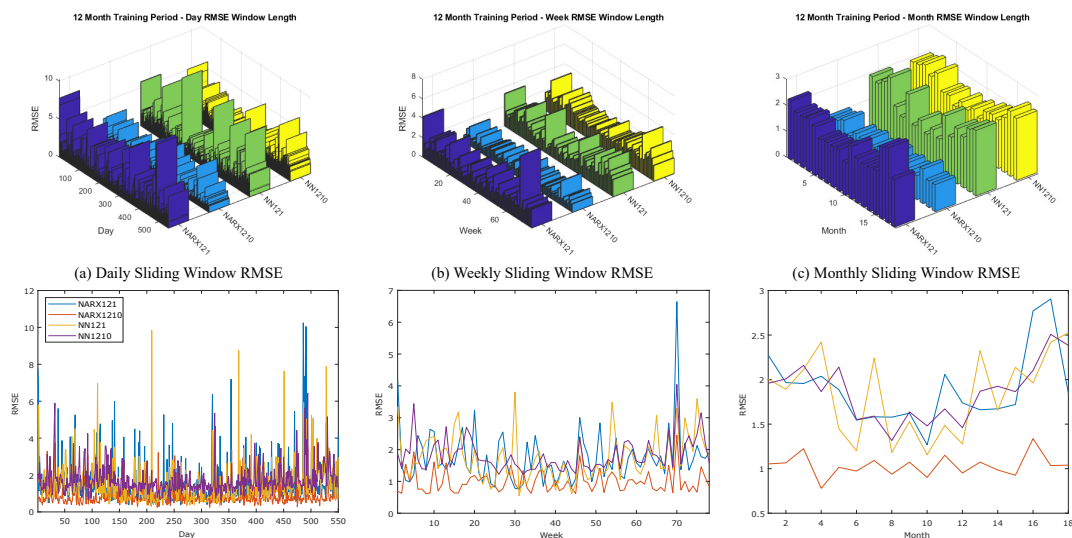 12 Month Training Period - Day RMSE Window Length
12 Month Training Period - Week RMSE Window Length
12 Month Training Period - Month RMSE Window Length
10
5
0
RMSE
100
200
300
400
500
Day
NARX121
NARX1210
NN121
NN1210
8
6
4
2
0
RMSE
20
40
60
Week
NARX121
NARX1210
NN121
NN1210
3
2
1
0
RMSE
5
10
15
Month
NARX121
NARX1210
NN121
NN1210
(a) Daily Sliding Window RMSE
(b) Weekly Sliding Window RMSE
(c) Monthly Sliding Window RMSE
12
10
8
6
4
2
0
RMSE
NARX121
NARX1210
NN121
NN1210
50 100 150 200 250 300 350 400 450 500 550
Day
7
6
5
4
3
2
1
0
RMSE
10 20 30 40 50 60 70
Week
3
2.5
2
1.5
1
0.5
RMSE
2 4 6 8 10 12 14 16 18
Month